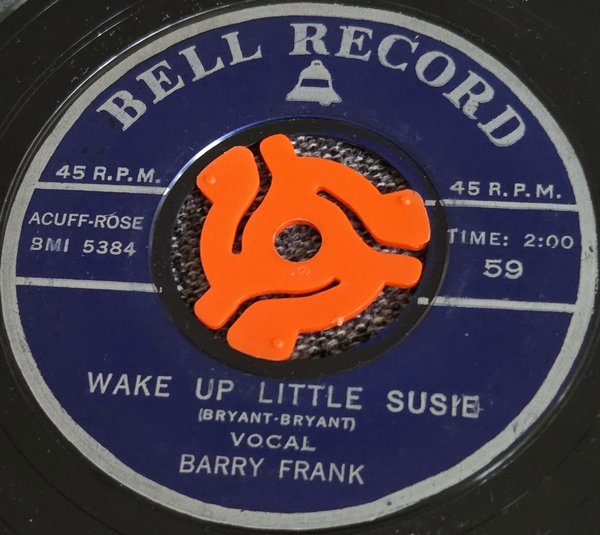 BELL RECORD
45 R.P.M.
45 R.P.M.
ACUFF-ROSE
BMI 5384
TIME: 2:00
59
WAKE UP LITTLE SUSIE
(BRYANT-BRYANT)
VOCAL
BARRY FRANK